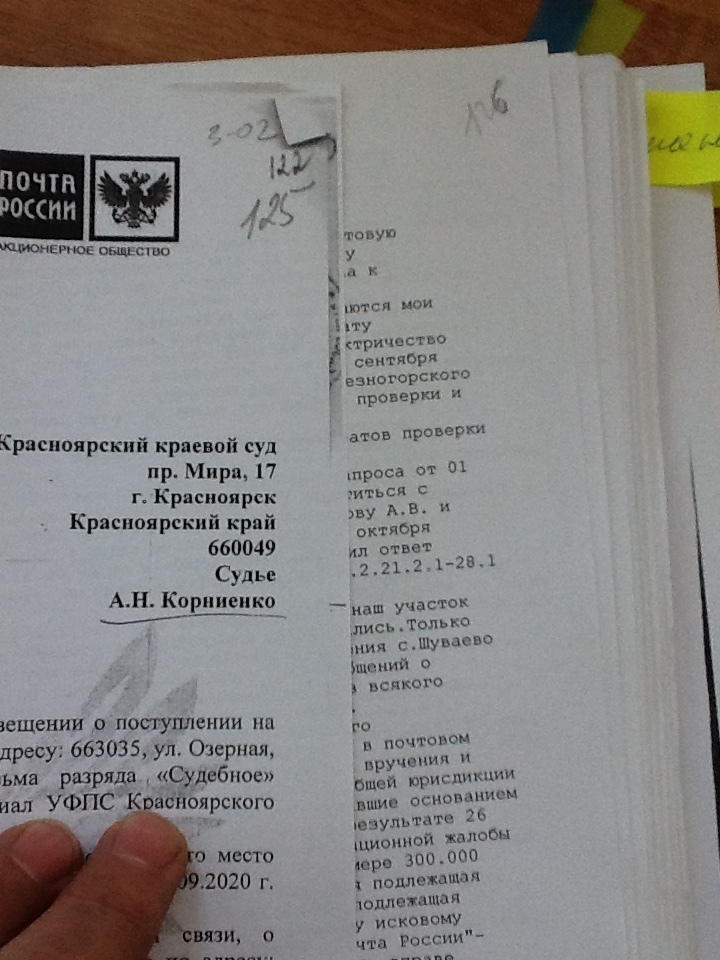 3-02
122
125
126
ПОЧТА
РОССИИ
АКЦИОНЕРНОЕ ОБЩЕСТВО
Красноярский краевой суд
пр. Мира, 17
г. Красноярск
Красноярский край
660049
Судье
А.Н. Корниенко
вещении о поступлении на
дресу: 663035, ул. Озерная,
ьма разряда «Судебное»
иал УФПС Красноярского
го место
09.2020 г.
связи, о
товую
у
а к
аются мои
ату
ктричество
сентября
езногорского
проверки и
атов проверки
проса от 01
иться с
ову А.В. и
октября
ил ответ
.2.21.2.1-28.1
наш участок
лись.Только
ния с.Шуваево
щений о
в всякого
го
в почтовом
вручения и
бщей юрисдикции
вшие основанием
езультате 26
ационной жалобы
мере 300.000
я подлежащая
подлежащая
у исковому
чта России"-